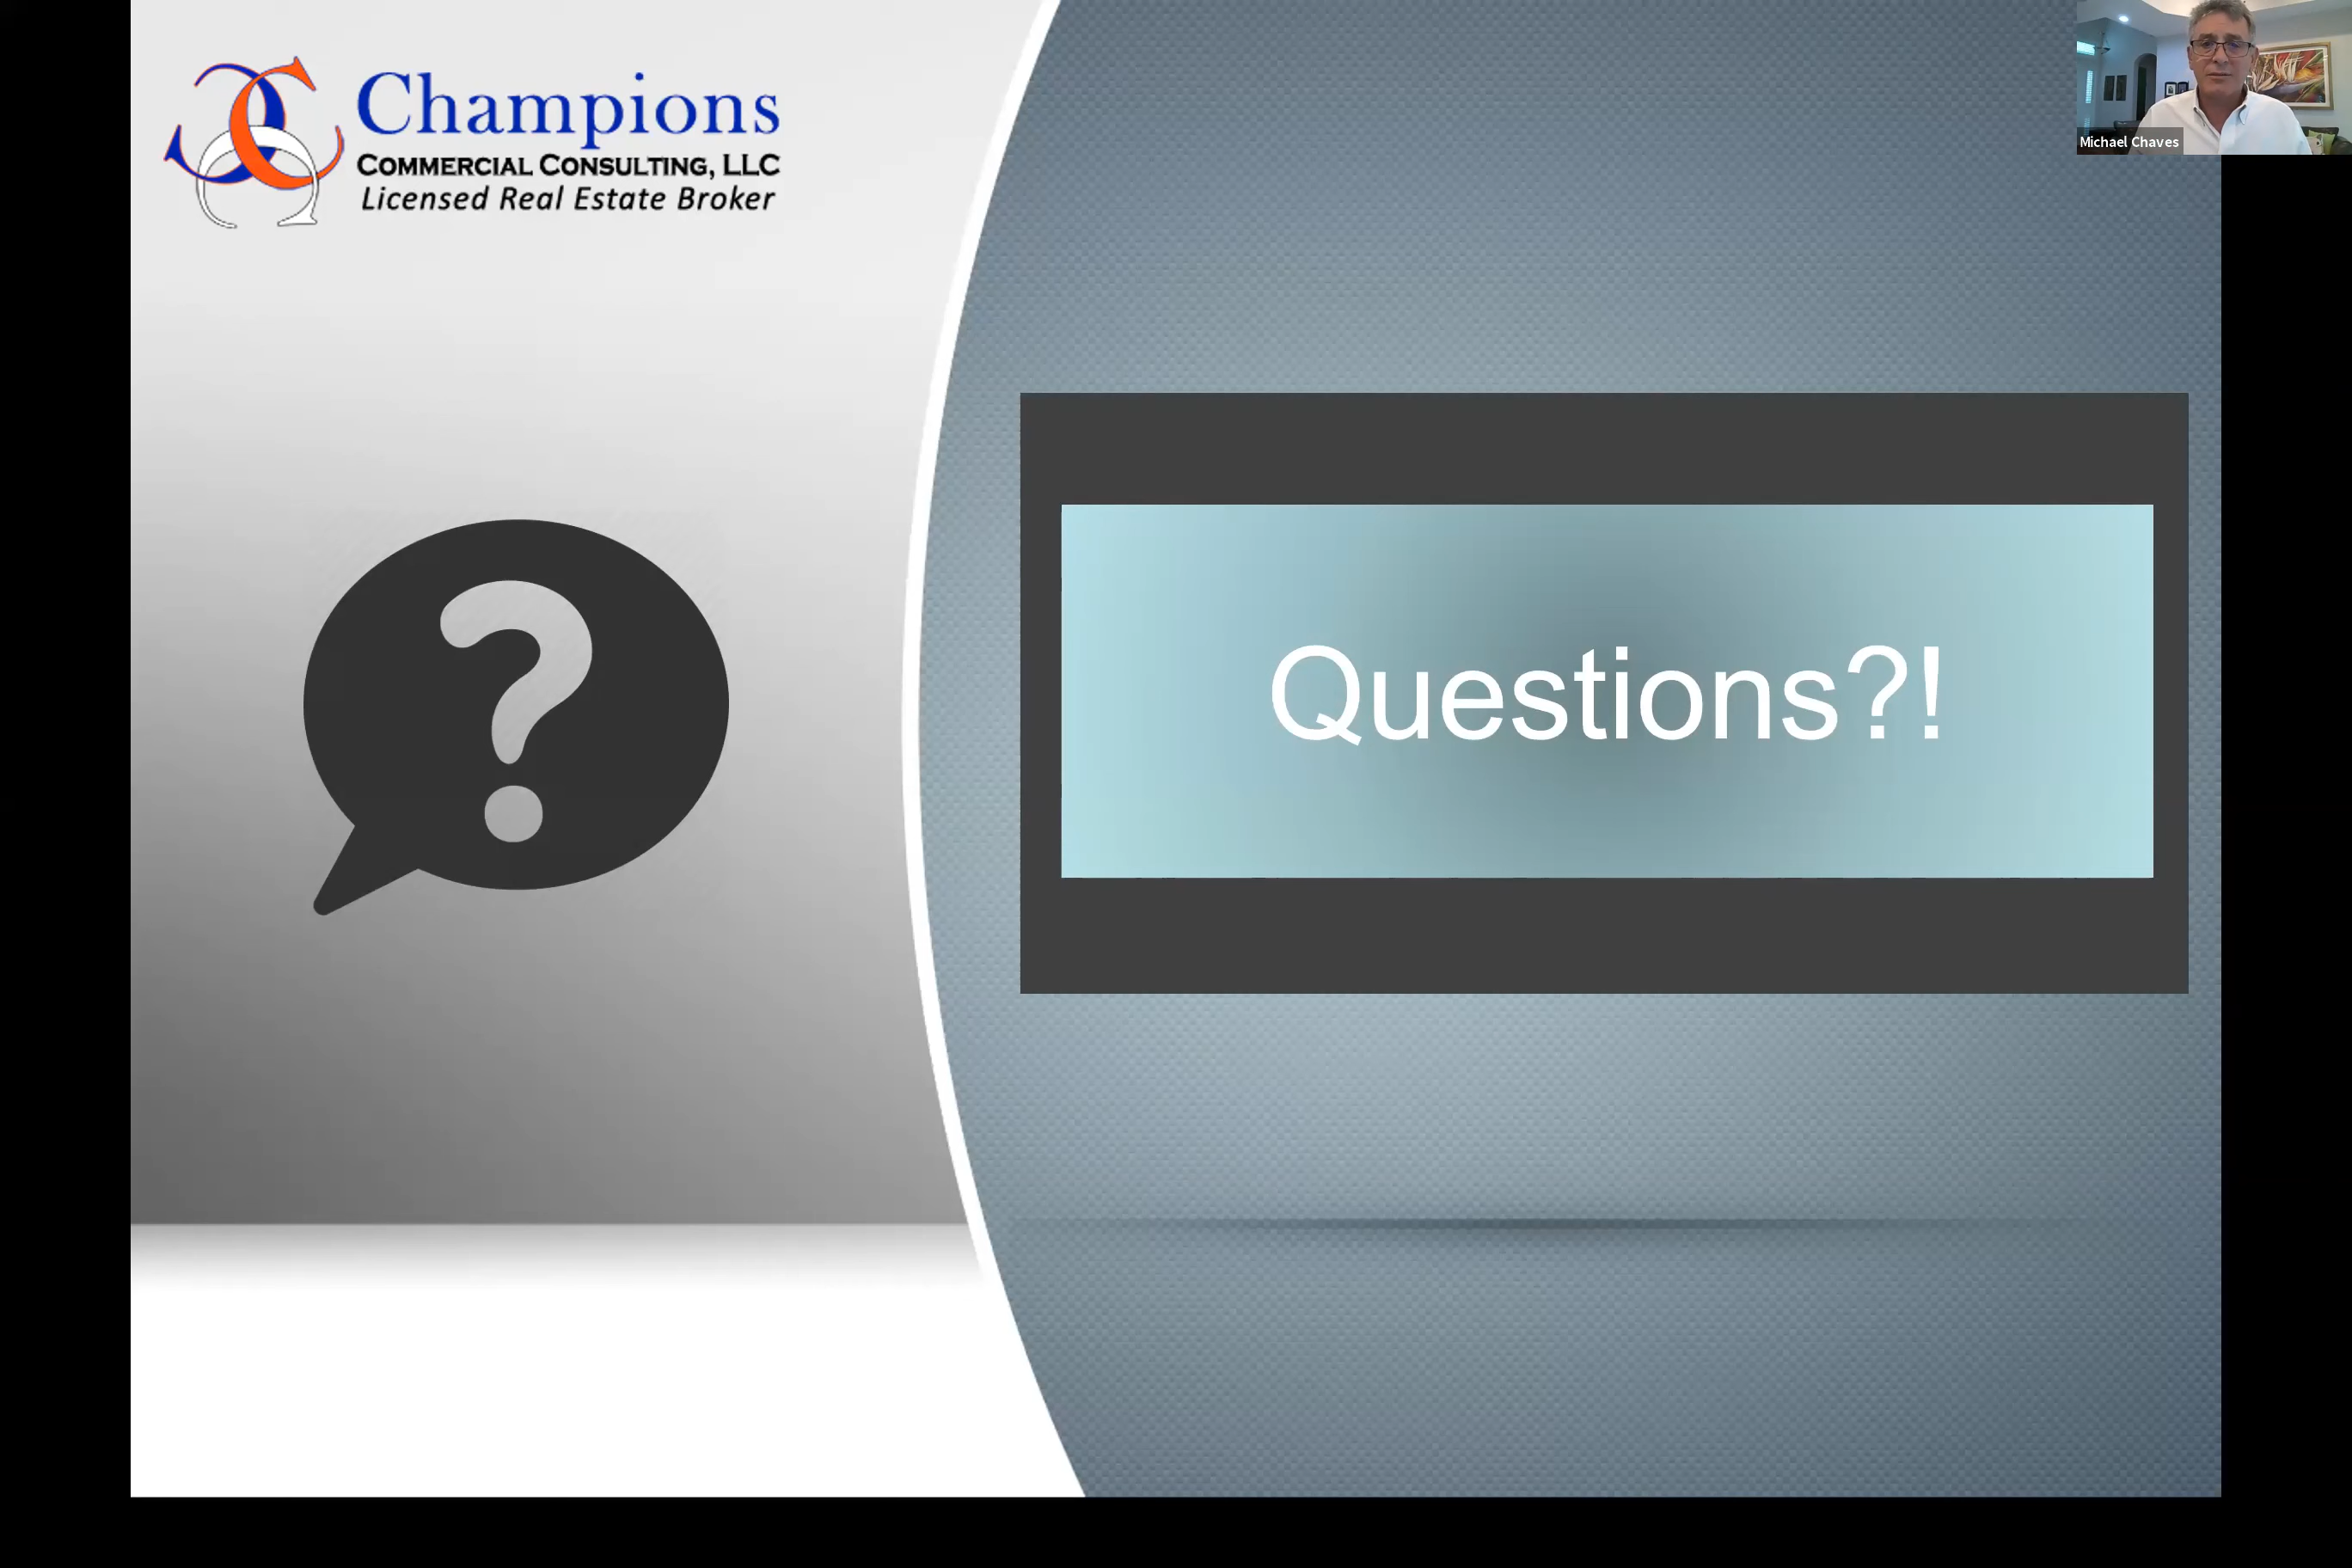 Champions
COMMERCIAL CONSULTING, LLC
Licensed Real Estate Broker
Michael Chaves
?
Questions?!